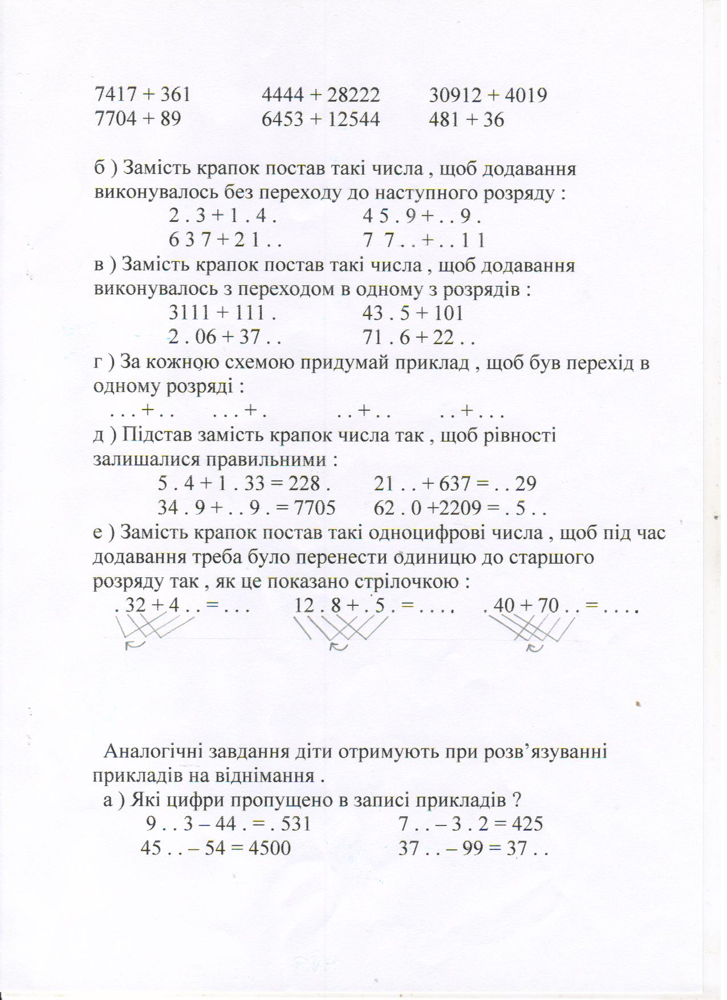 7417 + 361 4444 + 28222 30912 + 4019
7704 + 89 6453 + 12544 481 + 36
б ) Замість крапок постав такі числа , щоб додавання
виконувалось без переходу до наступного розряду :
2 . 3 + 1 . 4 . 4 5 . 9 + . . 9 .
6 3 7 + 2 1 . . 7 7 . . + . . 1 1
в ) Замість крапок постав такі числа , щоб додавання
виконувалось з переходом в одному з розрядів :
3111 + 111 . 43 . 5 + 101
2 . 06 + 37 . . 71 . 6 + 22 . .
г ) За кожною схемою придумай приклад , щоб був перехід в
одному розряді :
. . . + . . . . . + . . . + . . . . + . . .
д ) Підстав замість крапок числа так , щоб рівності
залишалися правильними :
5 . 4 + 1 . 33 = 228 . 21 . . + 637 = . . 29
34 . 9 + . . 9 . = 7705 62 . 0 +2209 = . 5 . .
е ) Замість крапок постав такі одноцифрові числа , щоб під час
додавання треба було перенести одиницю до старшого
розряду так , як це показано стрілочкою :
. 32 + 4 . . = . . . 12 . 8 + . 5 . = . . . . . 40 + 70 . . = . . . .
Аналогічні завдання діти отримують при розв’язуванні
прикладів на віднімання .
а ) Які цифри пропущено в записі прикладів ?
9 . . 3 – 44 . = . 531 7 . . – 3 . 2 = 425
45 . . – 54 = 4500 37 . . – 99 = 37 . .